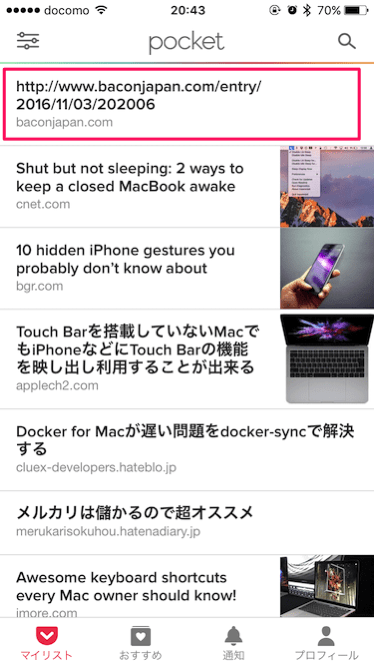 docomo 20:43 70%
pocket
http://www.baconjapan.com/entry/
2016/11/03/202006
baconjapan.com
Shut but not sleeping: 2 ways to
keep a closed MacBook awake
cnet.com
10 hidden iPhone gestures you
probably don't know about
bgr.com
Touch Barを搭載していないMacで
もiPhoneなどにTouch Barの機能
を映し出し利用することが出来る
applech2.com
Docker for Macが遅い問題をdocker-syncで解決
する
cluex-developers.hateblo.jp
メルカリは儲かるので超オススメ
merukarisokuhou.hatenadiary.jp
Awesome keyboard shortcuts
every Mac owner should know!
imore.com
マイリスト おすすめ 通知 プロフィール